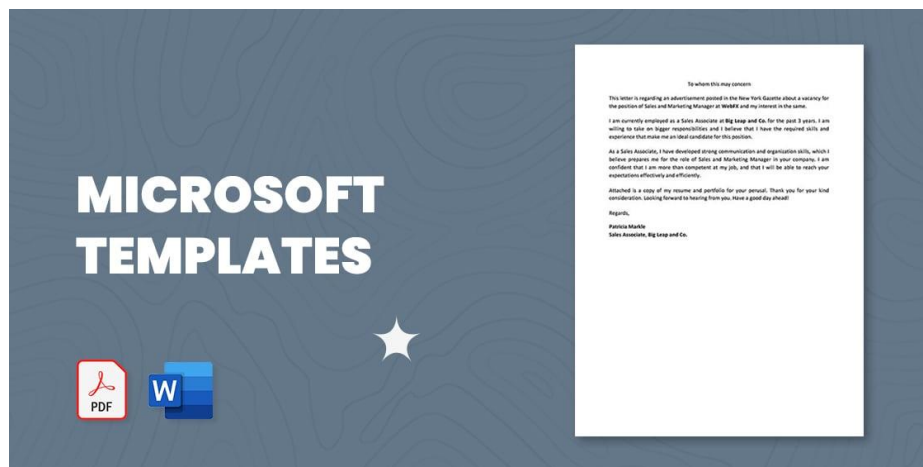 MICROSOFT
TEMPLATES
PDF
W
To whom this may concern
This letter is regarding an advertisement posted in the New York Gazette about a vacancy for
the position of Sales and Marketing Manager at WebFX and my interest in the same.
I am currently employed as a Sales Associate at Big Leap and Co. for the past 3 years. I am
willing to take on bigger responsibilities and I believe that I have the required skills and
experience that make me an ideal candidate for this position.
As a Sales Associate, I have developed strong communication and organization skills, which I
believe prepares me for the role of Sales and Marketing Manager in your company. I am
confident that I am more than competent at my job, and that I will be able to reach your
expectations effectively and efficiently.
Attached is a copy of my resume and portfolio for your perusal. Thank you for your kind
consideration. Looking forward to hearing from you. Have a good day ahead!
Regards,
Patricia Markle
Sales Associate, Big Leap and Co.